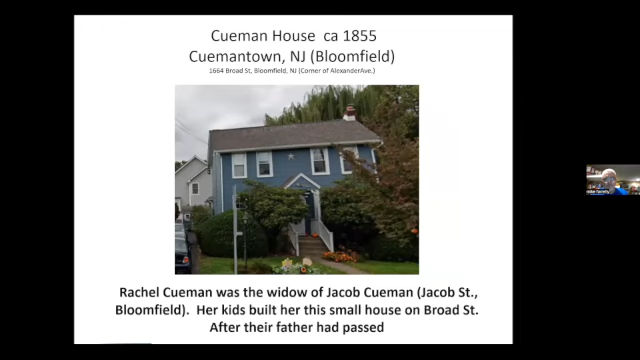 Cueman House ca 1855
Cuemantown, NJ (Bloomfield)
1664 Broad St, Bloomfield, NJ (Corner of AlexanderAve.)
Rachel Cueman was the widow of Jacob Cueman (Jacob St.,
Bloomfield). Her kids built her this small house on Broad St.
After their father had passed